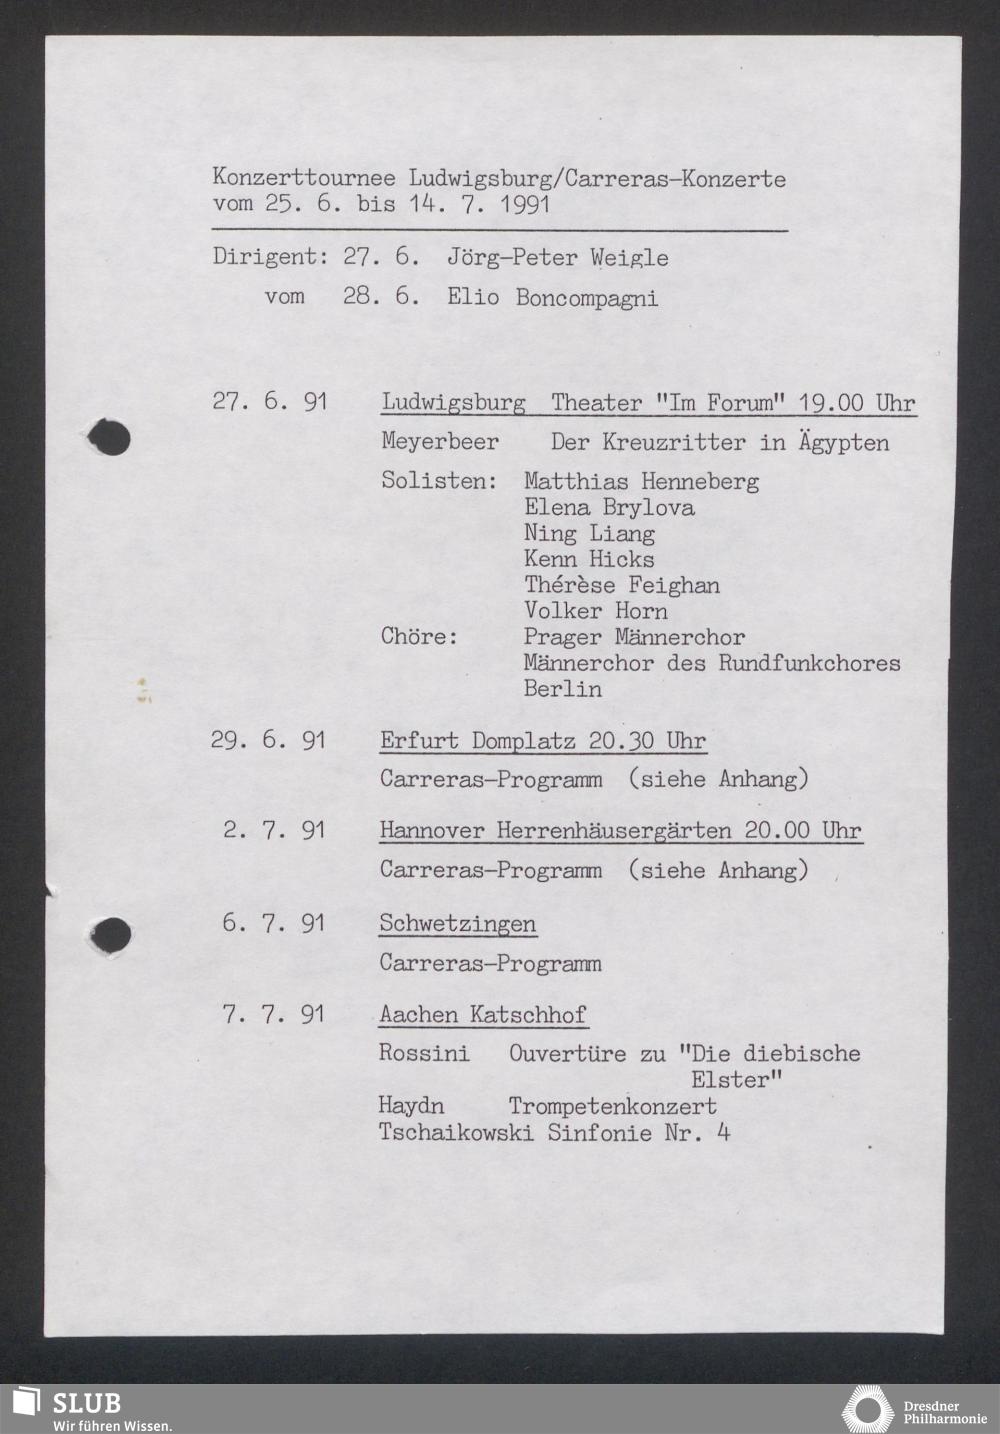 Konzerttournee Ludwigsburg/Carreras-Konzerte
vom 25. 6. bis 14. 7. 1991
Dirigent: 27. 6. Jörg-Peter Weigle
vom 28. 6. Elio Boncompagni
27. 6. 91 Ludwigsburg Theater "Im Forum" 19.00 Uhr
Meyerbeer Der Kreuzritter in Ägypten
Solisten: Matthias Henneberg
Elena Brylova
Ning Liang
Kenn Hicks
Thérèse Feighan
Volker Horn
Chöre: Prager Männerchor
Männerchor des Rundfunkchores
Berlin
29. 6. 91 Erfurt Domplatz 20.30 Uhr
Carreras-Programm (siehe Anhang)
2. 7. 91 Hannover Herrenhäusergärten 20.00 Uhr
Carreras-Programm (siehe Anhang)
6. 7. 91 Schwetzingen
Carreras-Programm
7. 7. 91 Aachen Katschhof
Rossini Ouvertüre zu "Die diebische
Elster"
Haydn Trompetenkonzert
Tschaikowski Sinfonie Nr. 4
SLUB
Wir führen Wissen.
Dresdner
Philharmonie